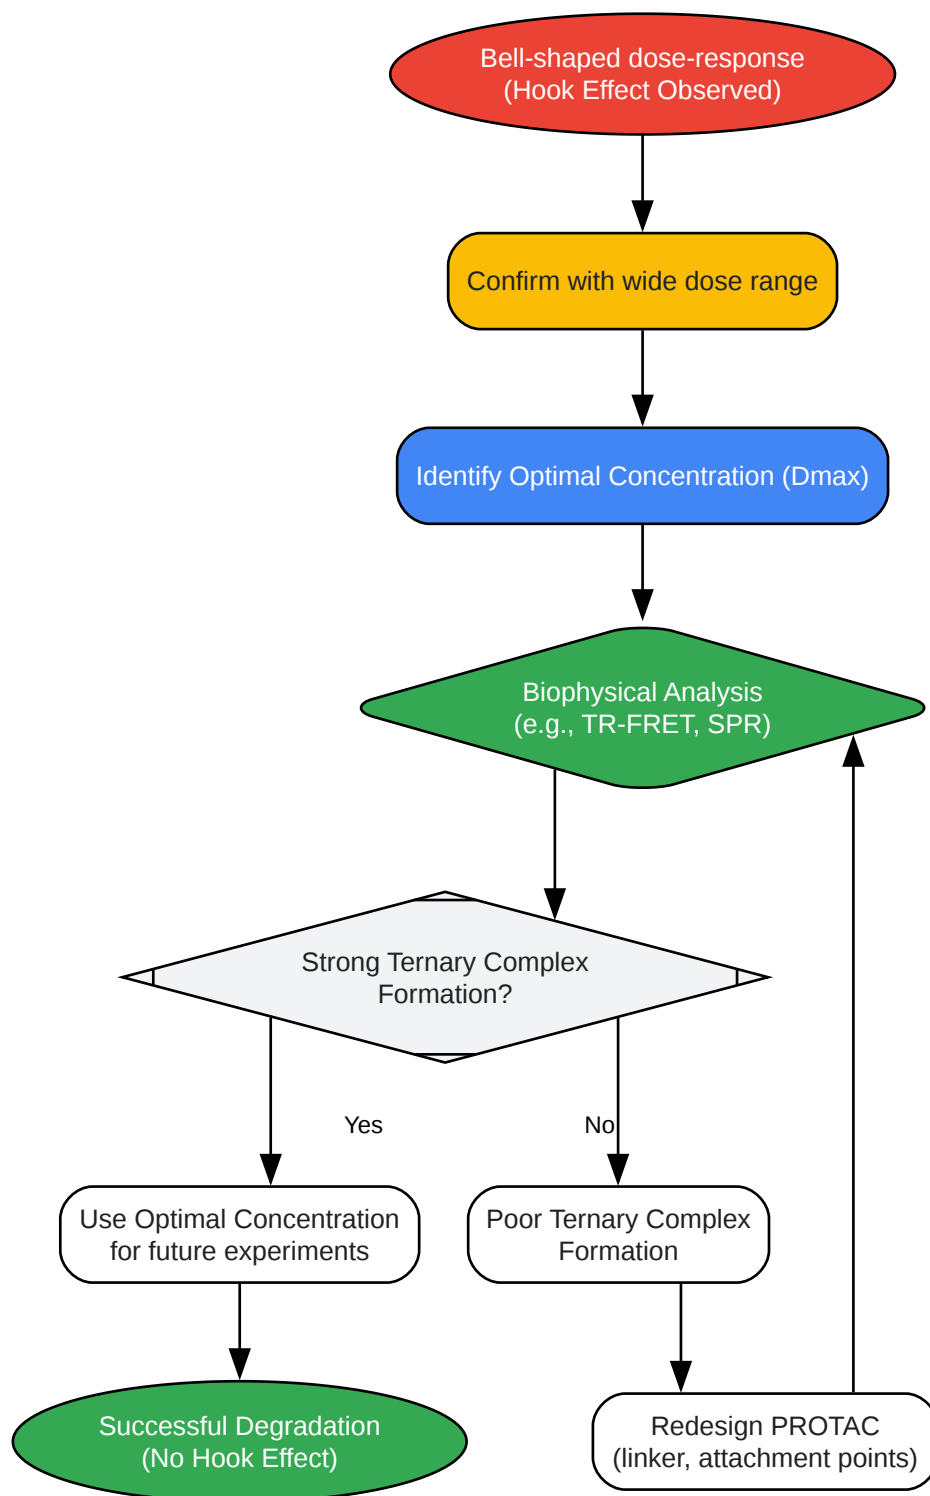 Bell-shaped dose-response
(Hook Effect Observed)
Confirm with wide dose range
Identify Optimal Concentration (Dmax)
Biophysical Analysis
(e.g., TR-FRET, SPR)
Strong Ternary Complex
Formation?
Yes
No
Use Optimal Concentration
for future experiments
Poor Ternary Complex
Formation
Successful Degradation
(No Hook Effect)
Redesign PROTAC
(linker, attachment points)